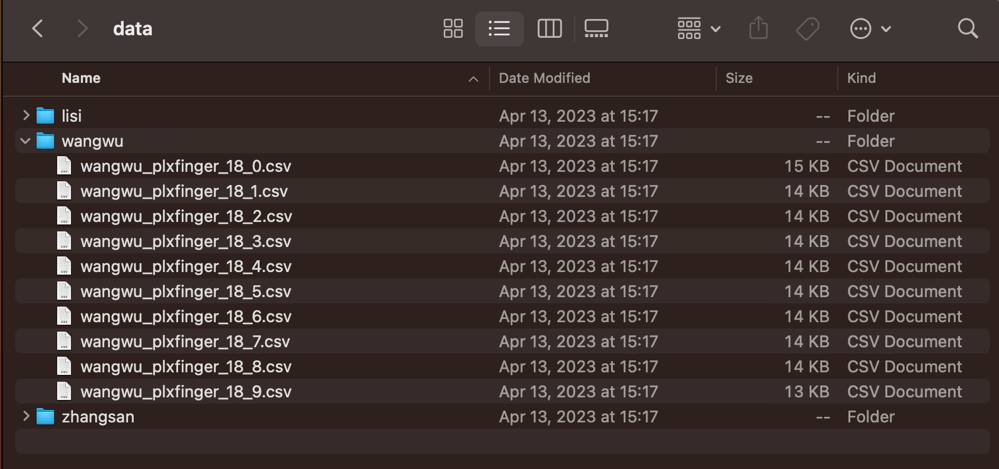 data
Name Date Modified Size Kind
lisi Apr 13, 2023 at 15:17 -- Folder
wangwu Apr 13, 2023 at 15:17 -- Folder
wangwu_plxfinger_18_0.csv Apr 13, 2023 at 15:17 15 KB CSV Document
wangwu_plxfinger_18_1.csv Apr 13, 2023 at 15:17 14 KB CSV Document
wangwu_plxfinger_18_2.csv Apr 13, 2023 at 15:17 14 KB CSV Document
wangwu_plxfinger_18_3.csv Apr 13, 2023 at 15:17 14 KB CSV Document
wangwu_plxfinger_18_4.csv Apr 13, 2023 at 15:17 14 KB CSV Document
wangwu_plxfinger_18_5.csv Apr 13, 2023 at 15:17 14 KB CSV Document
wangwu_plxfinger_18_6.csv Apr 13, 2023 at 15:17 14 KB CSV Document
wangwu_plxfinger_18_7.csv Apr 13, 2023 at 15:17 14 KB CSV Document
wangwu_plxfinger_18_8.csv Apr 13, 2023 at 15:17 14 KB CSV Document
wangwu_plxfinger_18_9.csv Apr 13, 2023 at 15:17 13 KB CSV Document
zhangsan Apr 13, 2023 at 15:17 -- Folder